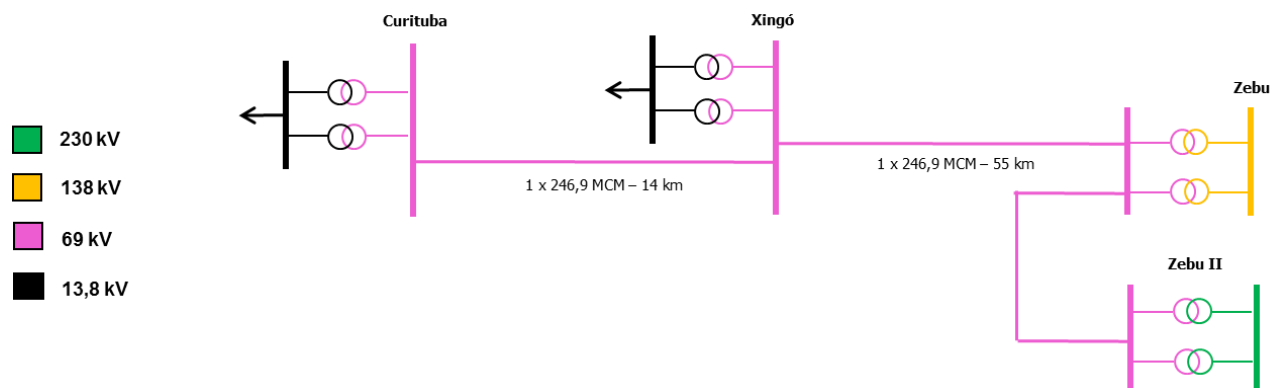 Curituba
Xingó
Zebu
230 kV
138 kV
69 kV
13,8 kV
1 x 246,9 MCM – 14 km
1 x 246,9 MCM – 55 km
Zebu II